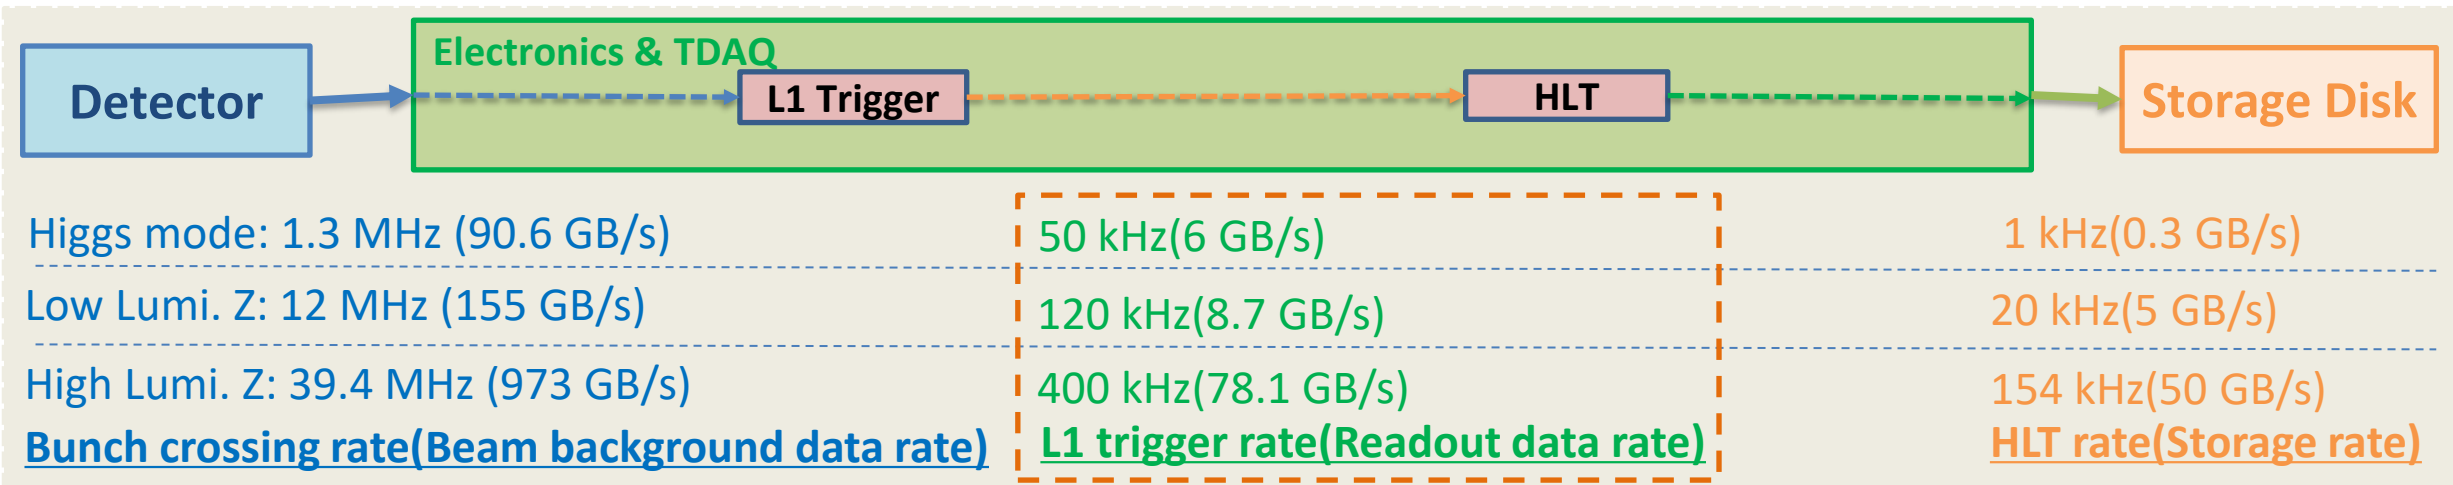 Electronics & TDAQ
Detector
L1 Trigger
HLT
Storage Disk
Higgs mode: 1.3 MHz (90.6 GB/s)
50 kHz(6 GB/s)
1 kHz(0.3 GB/s)
Low Lumi. Z: 12 MHz (155 GB/s)
120 kHz(8.7 GB/s)
20 kHz(5 GB/s)
High Lumi. Z: 39.4 MHz (973 GB/s)
400 kHz(78.1 GB/s)
154 kHz(50 GB/s)
Bunch crossing rate(Beam background data rate)
L1 trigger rate(Readout data rate)
HLT rate(Storage rate)